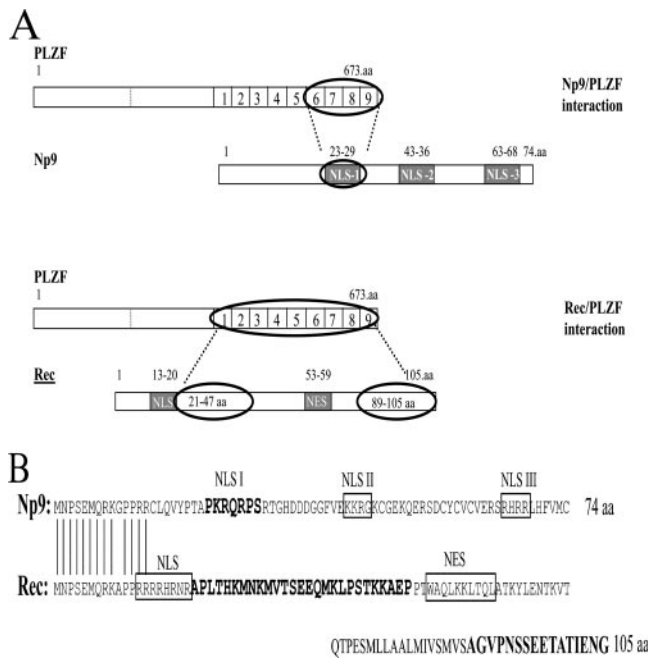 A
PLZF
1 673.aa
1 2 3 4 5 6 7 8 9
Np9/PLZF
interaction
1 23-29 43-36 63-68 74.aa
Np9
NLS-1 NLS -2 NLS -3
PLZF
1 673.aa
1 2 3 4 5 6 7 8 9
Rec/PLZF
interaction
Rec
1 13-20 53-59 105.aa
NLS 21-47 aa NES 89-105 aa
B
NLS I NLS II NLS III
Np9: MNPSEMQRKGPPRRCLQVYPTAPKRQRPSRTGHDDDGGFVEKKRGKCGEKQERSDCYCVCVERSRHRRLHFVMC 74 aa
NLS NES
Rec: MNPSEMQRKAPPRRRRHRNRAPLTHKMNKMVTSEEQMKLPSTKKAEPPTWAQLKKLTQLATKYLENTKVT
QTPESMLLAALMIVSMVSAGVPNSSEETATIENG 105 aa